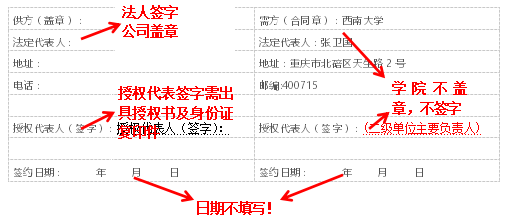 法人签字
公司盖章
供方（盖章）：
需方（合同章）：西南大学
法定代表人：
法定代表人：张卫国
地址：
地址：重庆市北碚区天生路 2 号
电话：
邮编:400715
授权代表签字需出
具授权书及身份证
复印件
学院不盖
章，不签字
授权代表人（签字）：授权代表人（签字）：
授权代表人（签字）：（二级单位主要负责人）
签约日期： 年 月 日
签约日期： 年 月 日
日期不填写！